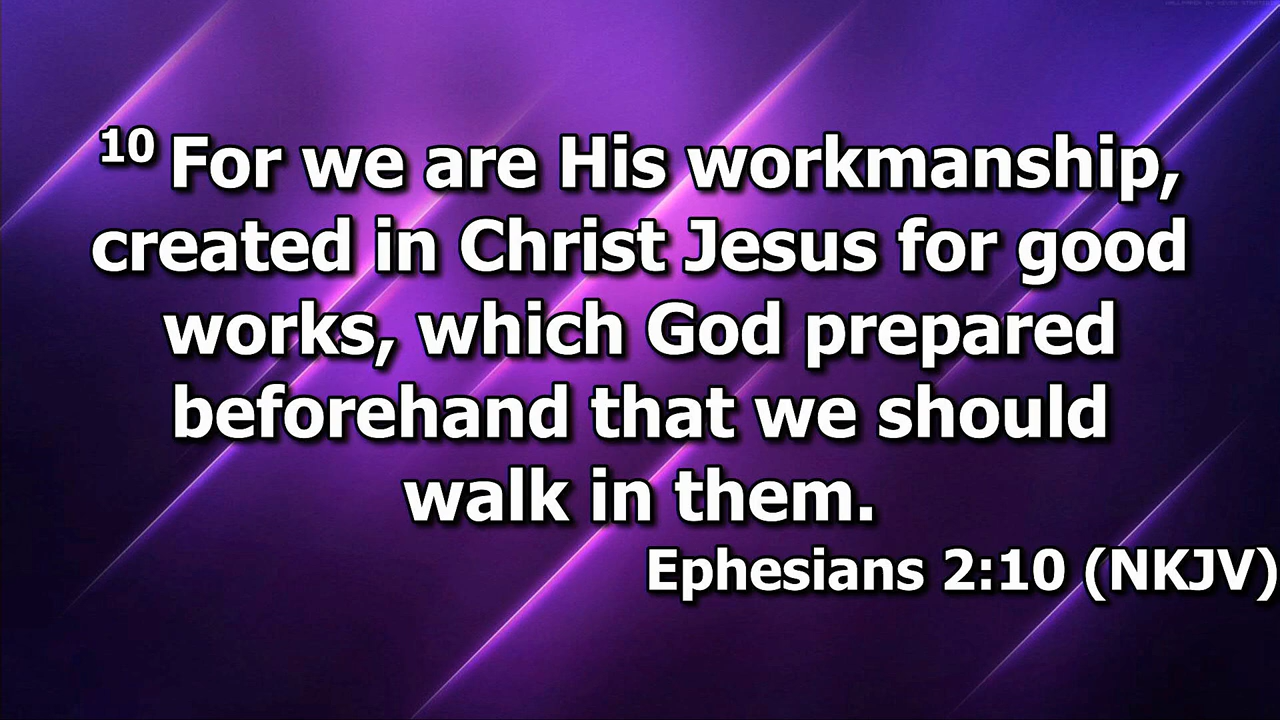 10 For we are His workmanship,
created in Christ Jesus for good
works, which God prepared
beforehand that we should
walk in them.
Ephesians 2:10 (NKJV)